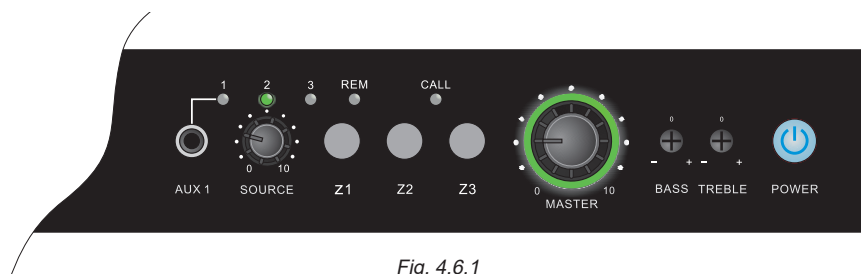 1 2 3 REM CALL
0 0
0 10 0 10 - + - +
AUX 1 SOURCE Z1 Z2 Z3 MASTER BASS TREBLE POWER
Fig. 4.6.1